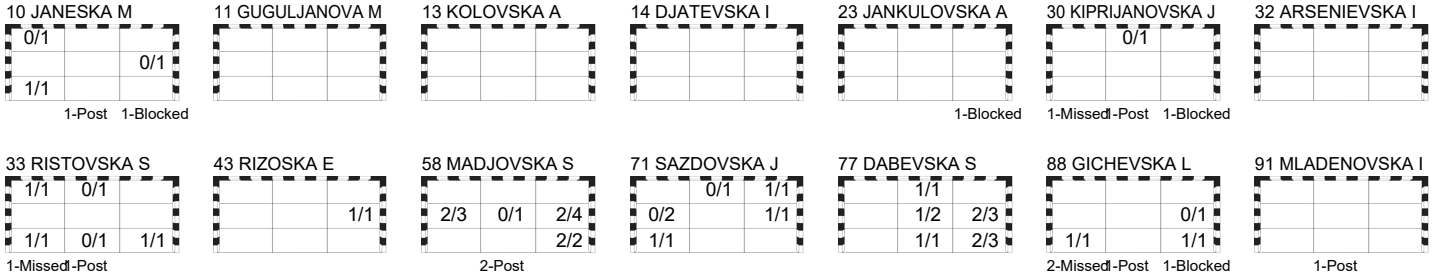 10 JANESKA M 11 GUGULJANOVA M 13 KOLOVSKA A 14 DJATEVSKA I 23 JANKULOVSKA A 30 KIPRIJANOVSKA J 32 ARSENIEVSKA I
0/1 0/1
0/1
1/1
1-Post 1-Blocked 1-Blocked 1-Missed 1-Post 1-Blocked
33 RISTOVSKA S 43 RIZOSKA E 58 MADJOVSKA S 71 SAZDOVSKA J 77 DABEVSKA S 88 GICHEVSKA L 91 MLADENOVSKA I
1/1 0/1 0/1 1/1 1/1
1/1 2/3 0/1 2/4 0/2 1/1 1/2 2/3 0/1
1/1 0/1 1/1 2/2 1/1 1/1 2/3 1/1 1/1
1-Missed 1-Post 2-Post 2-Missed 1-Post 1-Blocked 1-Post